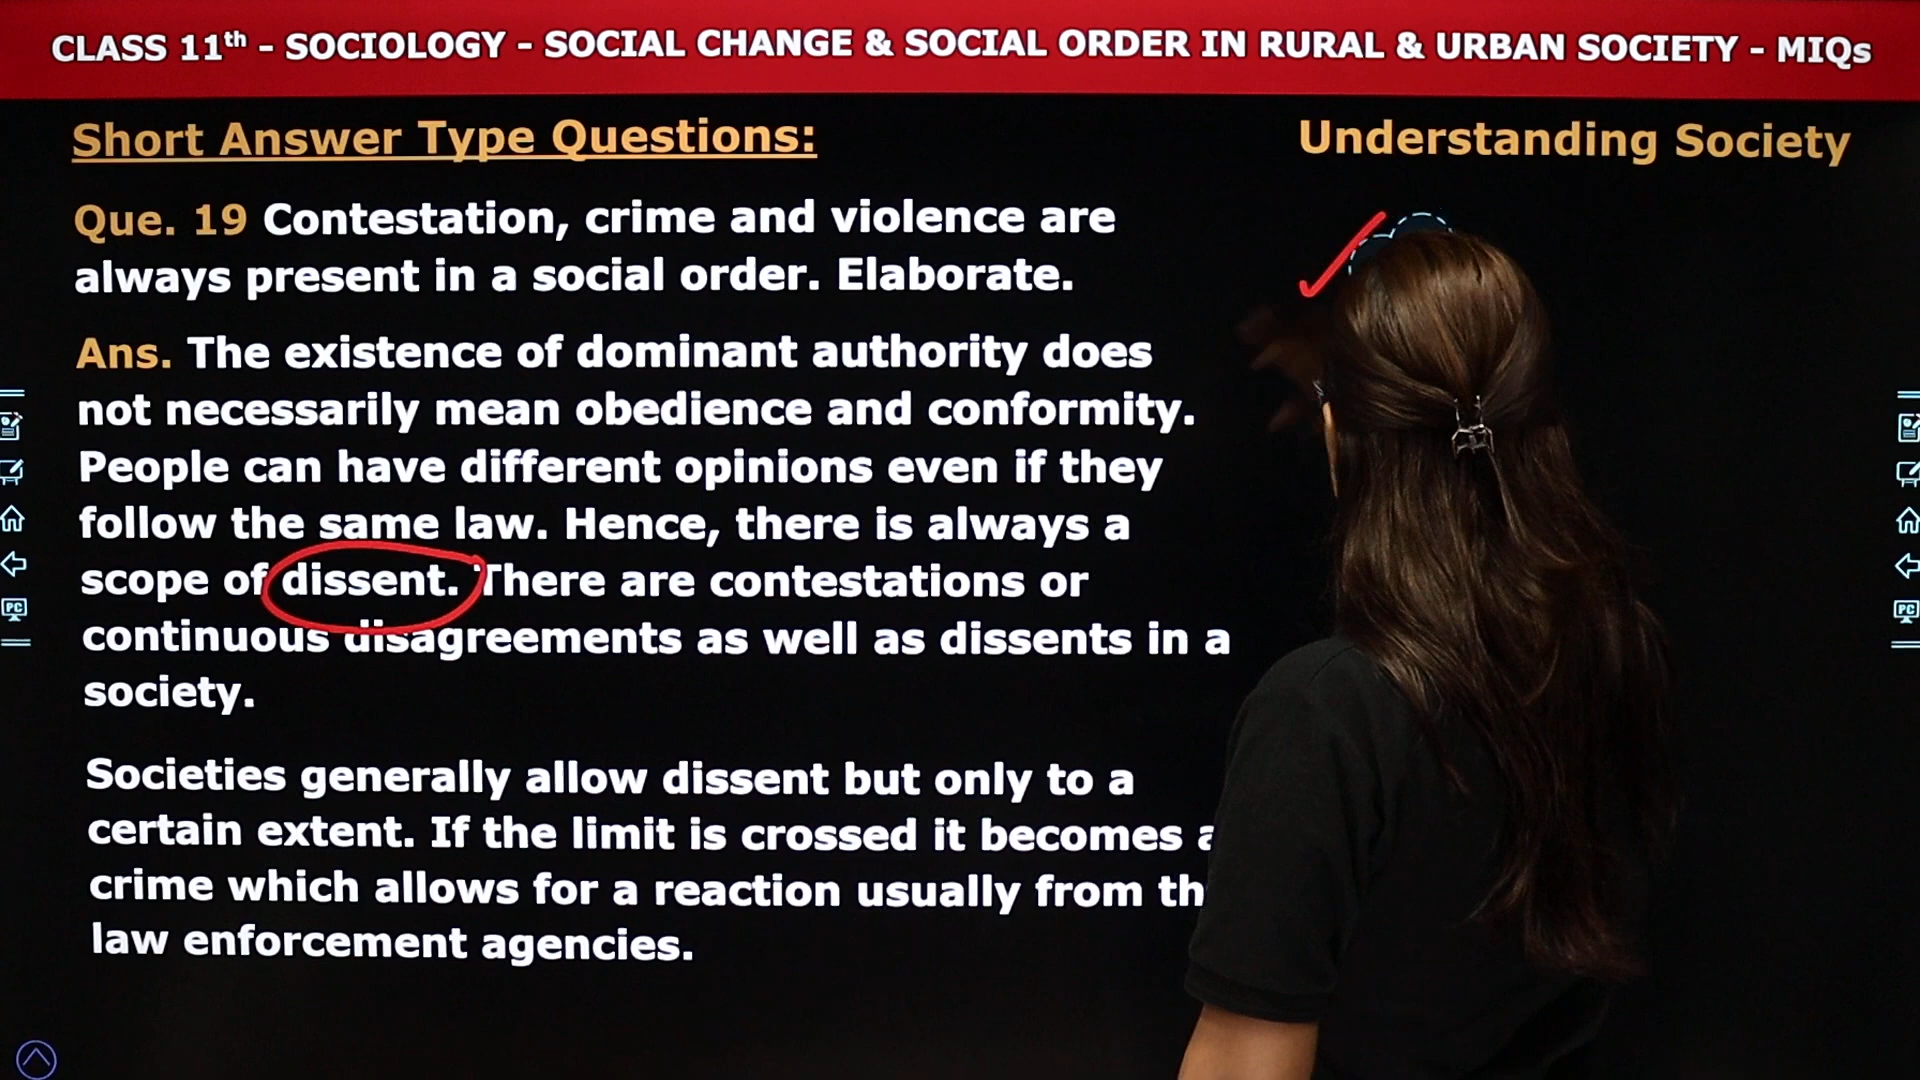 CLASS 11th - SOCIOLOGY - SOCIAL CHANGE & SOCIAL ORDER IN RURAL & URBAN SOCIETY - MIQs
Short Answer Type Questions:
Understanding Society
Que. 19 Contestation, crime and violence are
always present in a social order. Elaborate.
Ans. The existence of dominant authority does
not necessarily mean obedience and conformity.
People can have different opinions even if they
follow the same law. Hence, there is always a
scope of dissent. There are contestations or
continuous disagreements as well as dissents in a
society.
Societies generally allow dissent but only to a
certain extent. If the limit is crossed it becomes a
crime which allows for a reaction usually from th
law enforcement agencies.
PC
PC